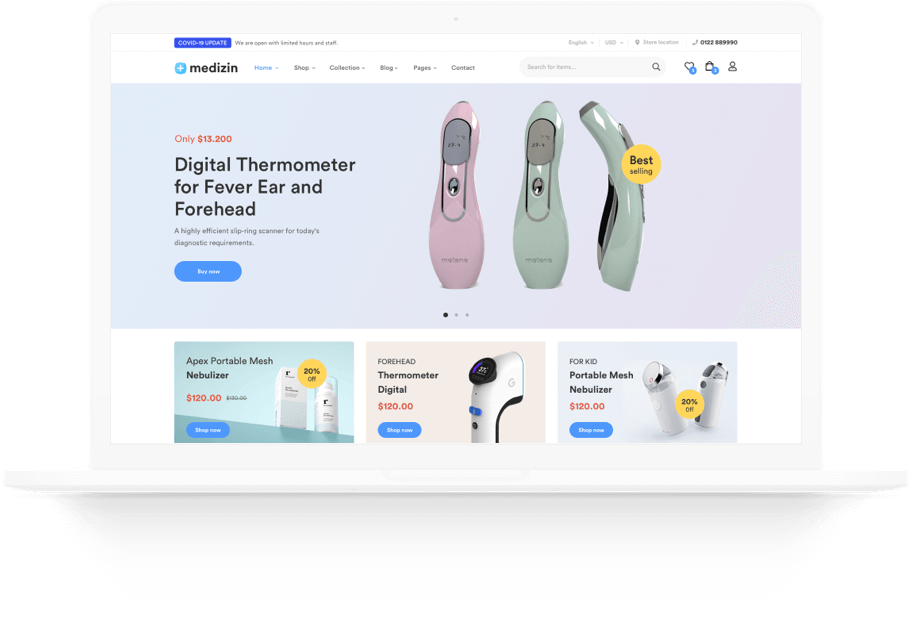 COVID-19 UPDATE We are open with limited hours and staff.
English USD Store location 0122 889990
medizin
Home Shop Collection Blog Pages Contact
Search for items...
Only $13.200
Digital Thermometer
for Fever Ear and
Forehead
A highly efficient slip-ring scanner for today's
diagnostic requirements.
Buy now
Best
selling
Apex Portable Mesh
Nebulizer
$120.00 $130.00
20%
Off
Shop now
FOREHEAD
Thermometer
Digital
$120.00
Shop now
FOR KID
Portable Mesh
Nebulizer
$120.00
20%
Off
Shop now